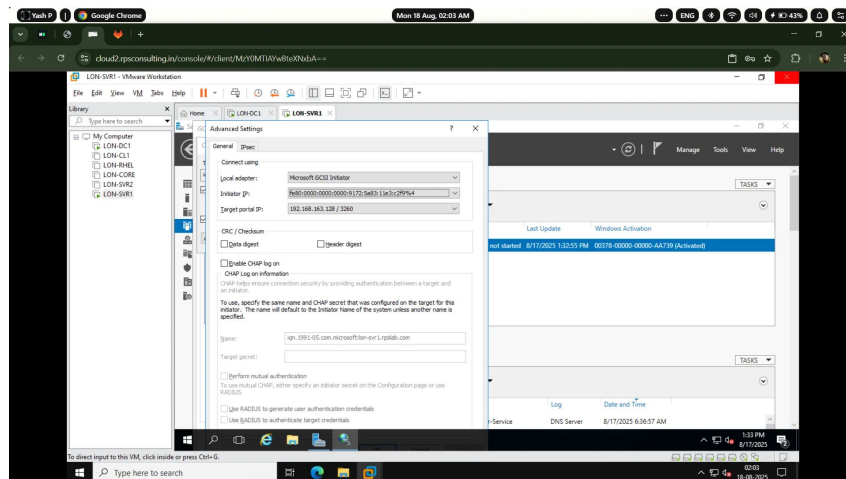 Yash P
Google Chrome
Mon 18 Aug, 02:03 AM
ENG
43%
cloud2.rpsconsulting.in/console/#/client/MzY0MTIAYwBteXNxbA==
LON-SVR1 - VMware Workstation
File Edit View VM Tabs Help
Library
Type here to search
Home
LON-DC1
LON-SVR1
My Computer
LON-DC1
LON-CL1
LON-RHEL
LON-CORE
LON-SVR2
LON-SVR1
Manage Tools View Help
Advanced Settings
General IPsec
Connect using
Local adapter: Microsoft iSCSI Initiator
Initiator IP: fe80:0000:0000:0000:9172:5a83:11e3:c2f9%4
Target portal IP: 192.168.163.128 / 3260
CRC / Checksum
Data digest Header digest
Enable CHAP log on
CHAP Log on information
CHAP helps ensure connection security by providing authentication between a target and
an initiator.
To use, specify the same name and CHAP secret that was configured on the target for this
initiator. The name will default to the Initiator Name of the system unless another name is
specified.
Name: iqn.1991-05.com.microsoft:lon-svr1.rpslab.com
Target secret:
Perform mutual authentication
To use mutual CHAP, either specify an initiator secret on the Configuration page or use
RADIUS.
Use RADIUS to generate user authentication credentials
Use RADIUS to authenticate target credentials
TASKS
Last Update Windows Activation
not started 8/17/2025 1:32:55 PM 00378-00000-00000-AA739 (Activated)
TASKS
Log Date and Time
-Service DNS Server 8/17/2025 6:36:57 AM
1:33 PM
8/17/2025
To direct input to this VM, click inside or press Ctrl+G.
Type here to search
02:03
18-08-2025